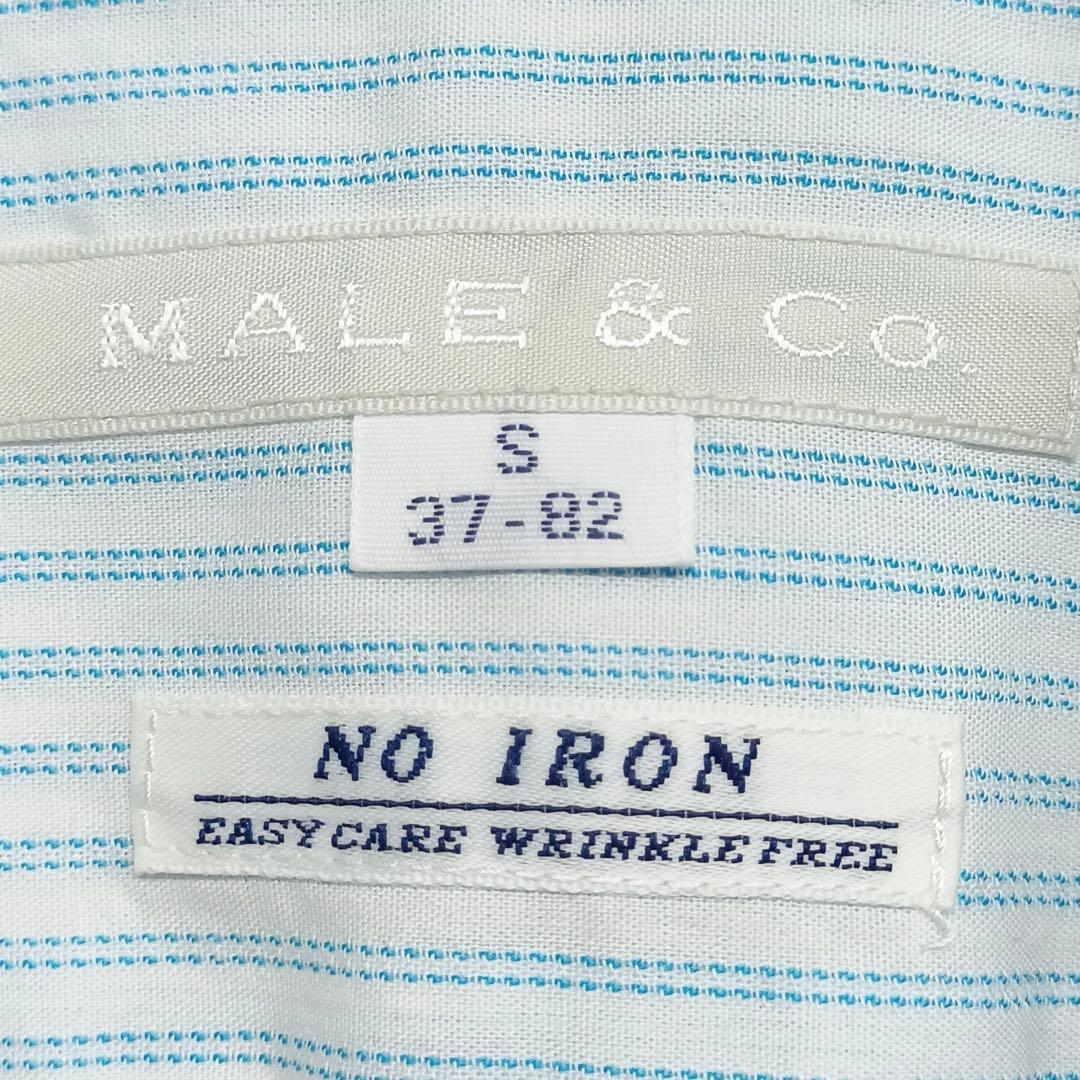 MALE & Co.
S
37-82
NO IRON
EASY CARE WRINKLE FREE